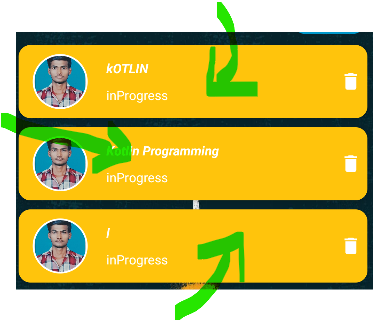 kOTLIN
inProgress
Kotlin Programming
inProgress
I
inProgress